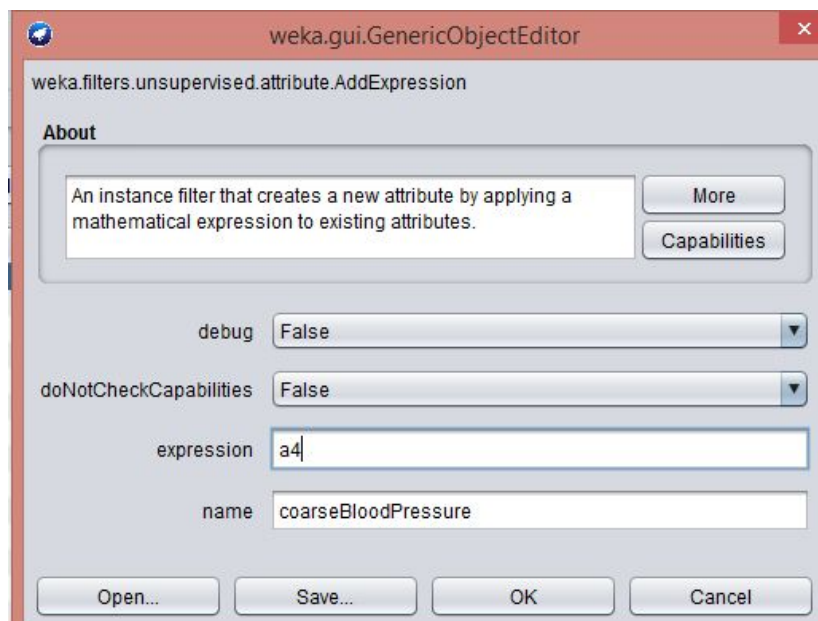 weka.gui.GenericObjectEditor
weka.filters.unsupervised.attribute.AddExpression
About
An instance filter that creates a new attribute by applying a
mathematical expression to existing attributes.
More
Capabilities
debug False
doNotCheckCapabilities False
expression a4
name coarseBloodPressure
Open... Save... OK Cancel